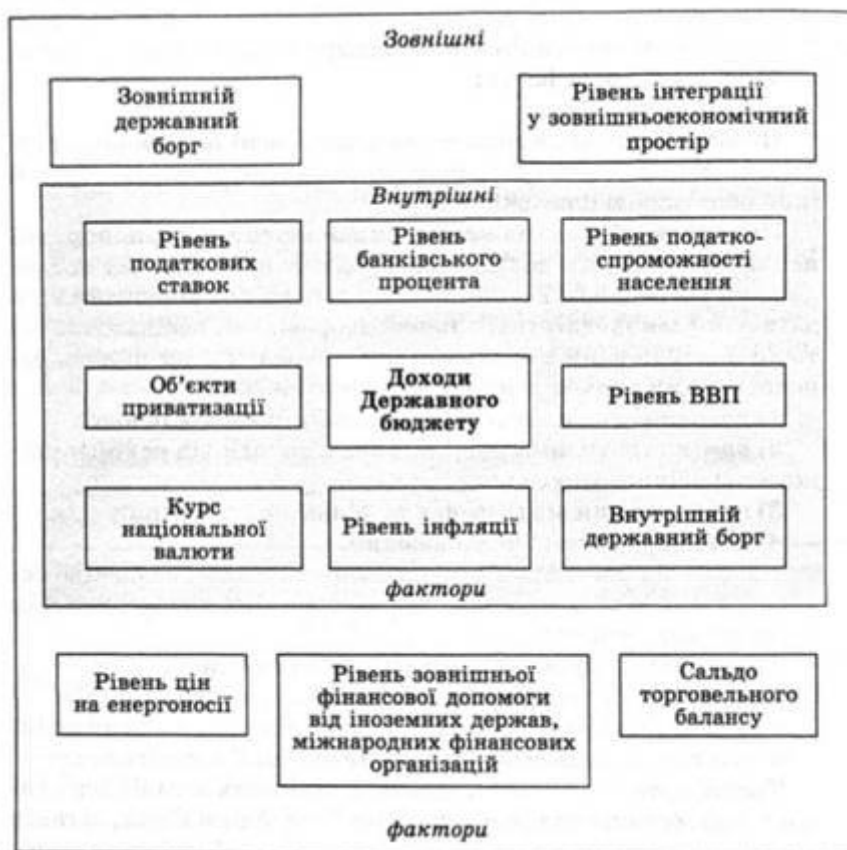 Зовнішні
Зовнішній
державний
борг
Рівень інтеграції
у зовнішньоекономічний
простір
Внутрішні
Рівень
податкових
ставок
Рівень
банківського
процента
Рівень податко-
спроможності
населення
Об’єкти
приватизації
Доходи
Державного
бюджету
Рівень ВВП
Курс
національної
валюти
Рівень інфляції
Внутрішній
державний борг
фактори
Рівень цін
на енергоносії
Рівень зовнішньої
фінансової допомоги
від іноземних держав,
міжнародних фінансових
організацій
Сальдо
торговельного
балансу
фактори